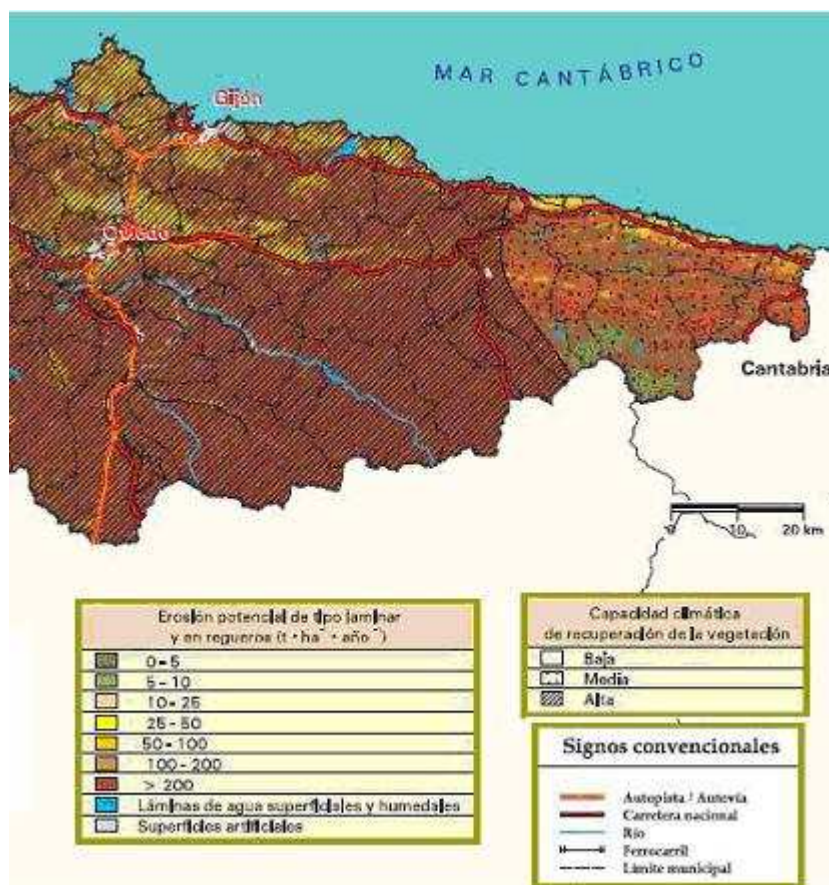 MAR CANTÁBRICO
Gijón
Oviedo
Cantabria
0 10 20 km
Erosión potencial de tipo laminar
y en regueros (t · ha⁻ · año⁻)
0-5
5-10
10-25
25-50
50-100
100-200
> 200
Láminas de agua superficiales y humedales
Superficies artificiales
Capacidad climática
de recuperación de la vegetación
Baja
Media
Alta
Signos convencionales
Autopista / Autovía
Carretera nacional
Río
Ferrocarril
Límite municipal